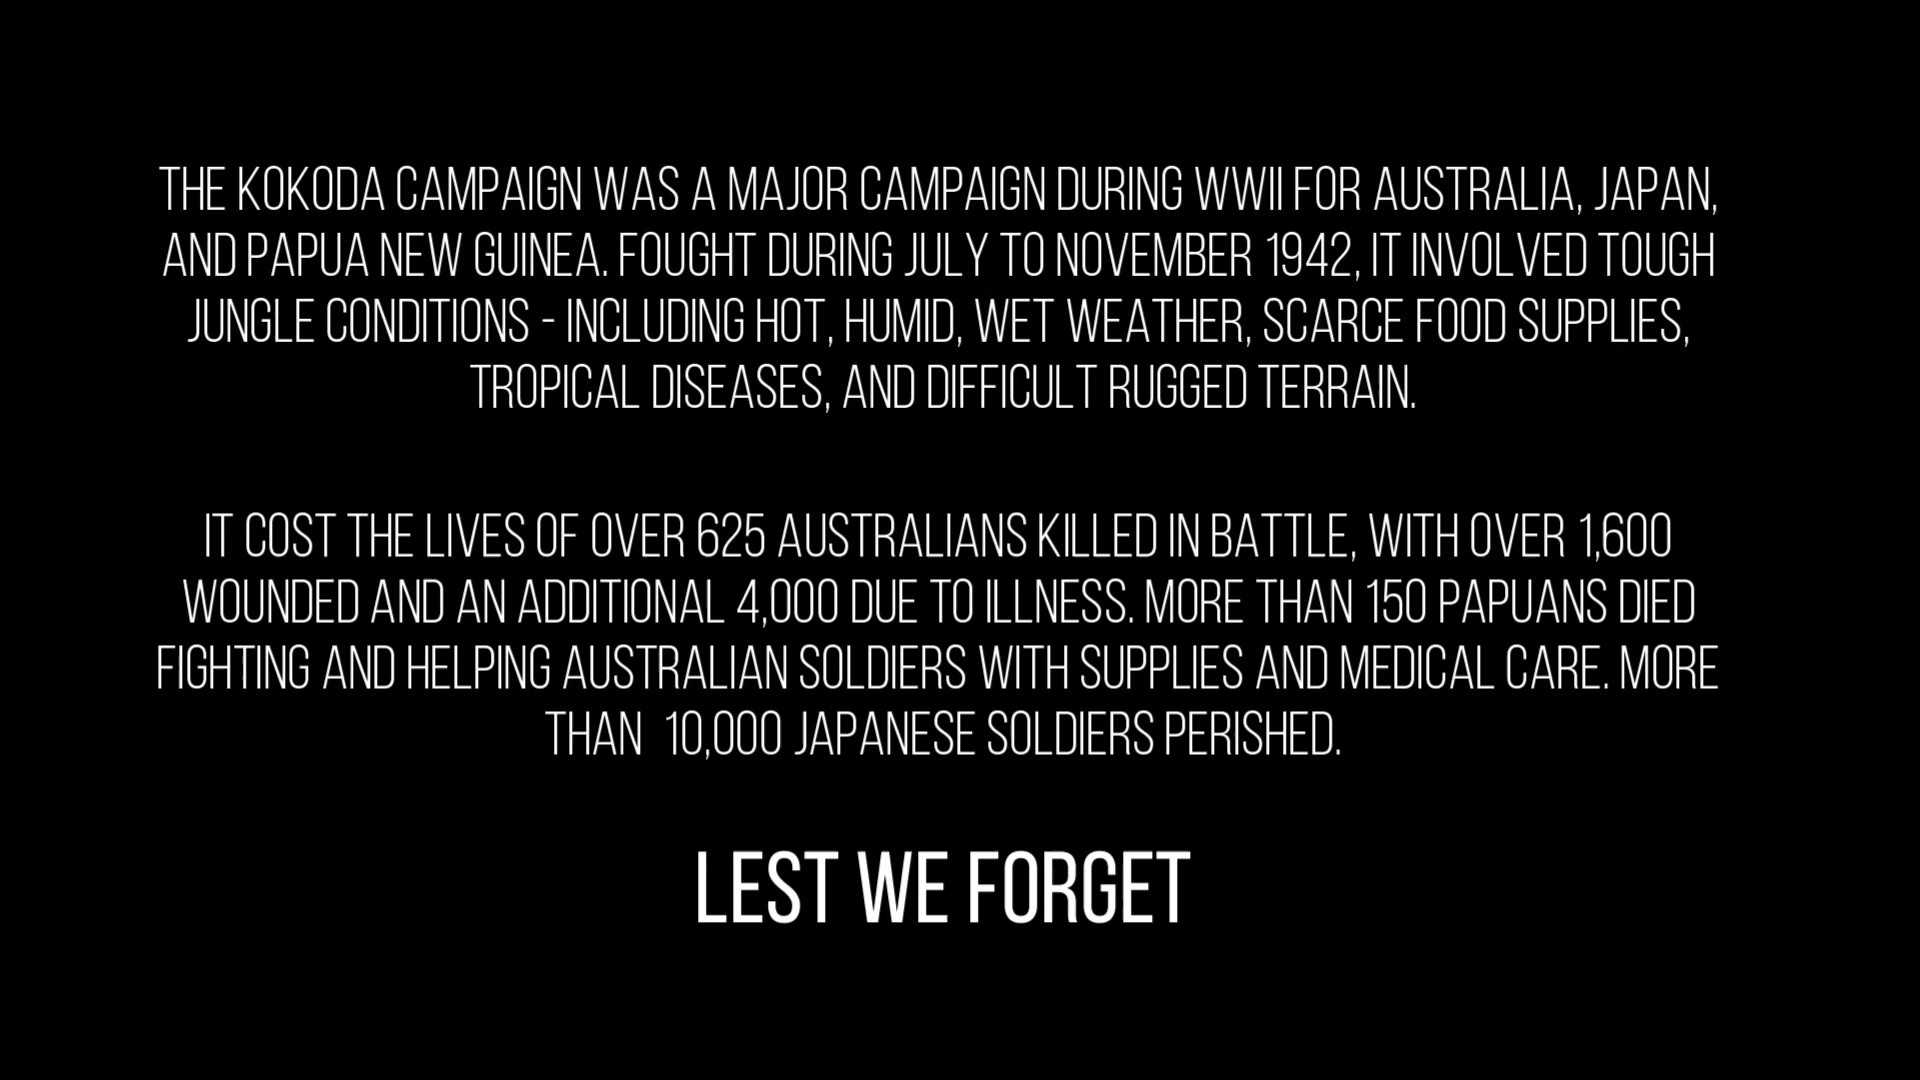 THE KOKODA CAMPAIGN WAS A MAJOR CAMPAIGN DURING WWII FOR AUSTRALIA, JAPAN,
AND PAPUA NEW GUINEA. FOUGHT DURING JULY TO NOVEMBER 1942, IT INVOLVED TOUGH
JUNGLE CONDITIONS - INCLUDING HOT, HUMID, WET WEATHER, SCARCE FOOD SUPPLIES,
TROPICAL DISEASES, AND DIFFICULT RUGGED TERRAIN.
IT COST THE LIVES OF OVER 625 AUSTRALIANS KILLED IN BATTLE, WITH OVER 1,600
WOUNDED AND AN ADDITIONAL 4,000 DUE TO ILLNESS. MORE THAN 150 PAPUANS DIED
FIGHTING AND HELPING AUSTRALIAN SOLDIERS WITH SUPPLIES AND MEDICAL CARE. MORE
THAN  10,000 JAPANESE SOLDIERS PERISHED.
LEST WE FORGET